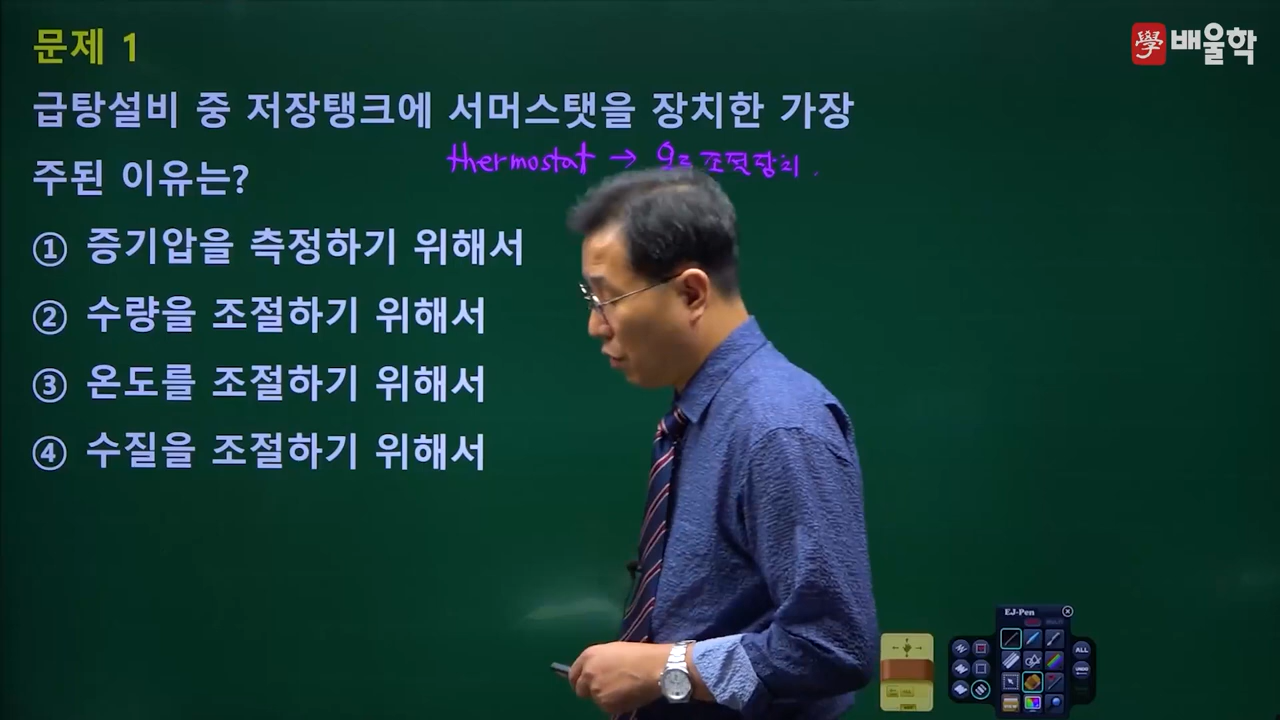 문제 1
學 배울학
급탕설비 중 저장탱크에 서머스탯을 장치한 가장
thermostat → 온도조절장치.
주된 이유는?
① 증기압을 측정하기 위해서
② 수량을 조절하기 위해서
③ 온도를 조절하기 위해서
④ 수질을 조절하기 위해서
EJ-Pen
ALL
UNDO